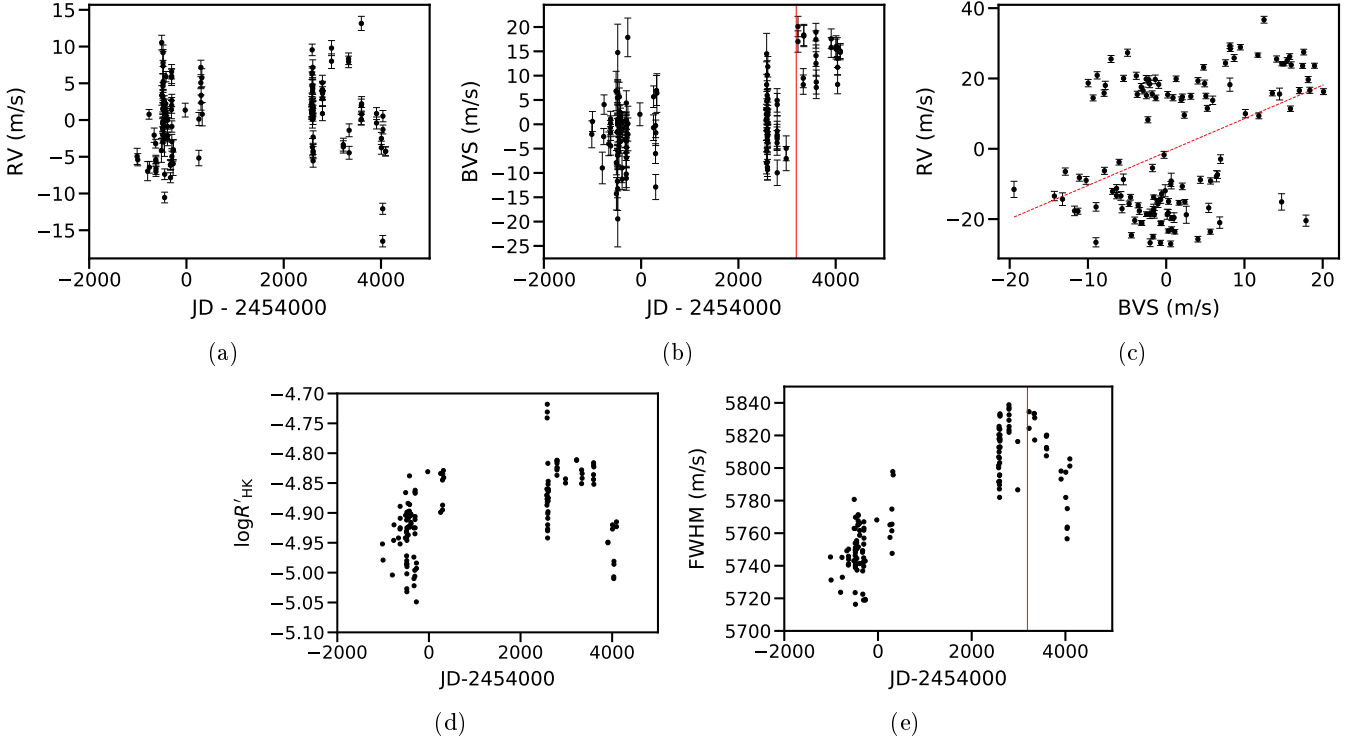 15
10
5
0
−5
−10
−15
RV (m/s)
−2000 0 2000 4000
JD - 2454000
(a)
20
15
10
5
0
−5
−10
−15
−20
−25
BVS (m/s)
−2000 0 2000 4000
JD - 2454000
(b)
40
20
0
−20
RV (m/s)
−20 −10 0 10 20
BVS (m/s)
(c)
−4.70
−4.75
−4.80
−4.85
−4.90
−4.95
−5.00
−5.05
−5.10
logR′HK
−2000 0 2000 4000
JD-2454000
(d)
5840
5820
5800
5780
5760
5740
5720
5700
FWHM (m/s)
−2000 0 2000 4000
JD-2454000
(e)